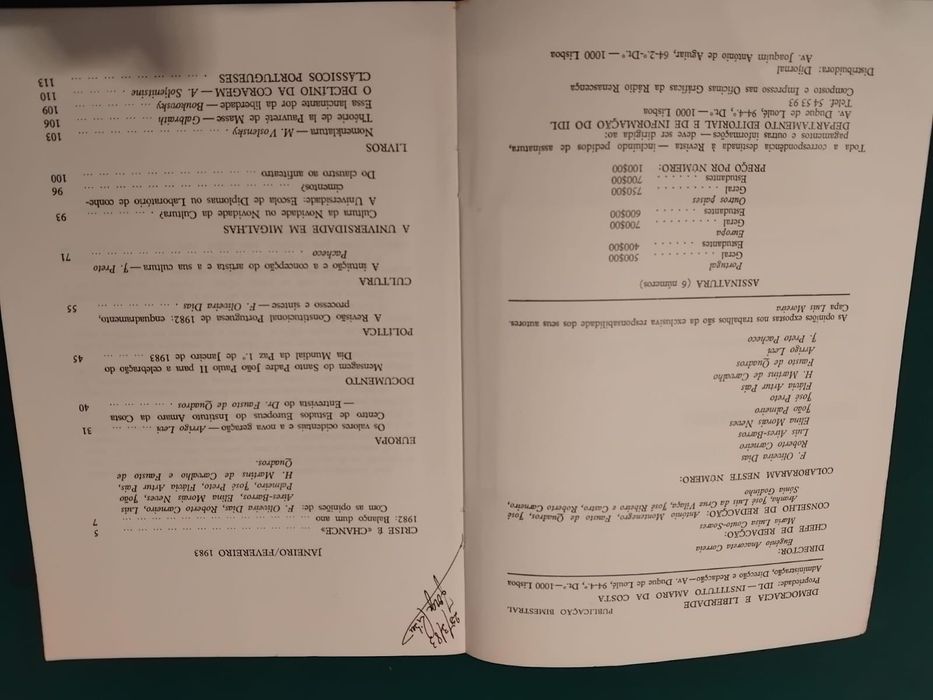 DEMOCRACIA E LIBERDADE
PUBLICAÇÃO BIMESTRAL
Propriedade: IDL — INSTITUTO AMARO DA COSTA
Administração, Direcção e Redacção — Av. Duque de Loulé, 94-4.º, Dt.º — 1000 Lisboa
DIRECTOR:
Eugénio Anacoreta Correia
CHEFE DE REDACÇÃO:
Maria Luísa Couto-Soares
CONSELHO DE REDACÇÃO: António Montenegro, Fausto de Quadros, José
Aranha, José Luís da Cruz Vilaça, José Ribeiro e Castro, Roberto Carneiro,
Sónia Godinho
COLABORARAM NESTE NÚMERO:
F. Oliveira Dias
Roberto Carneiro
Luís Aires-Barros
Elina Morais Neves
João Palmeiro
José Preto
Flávia Artur Pais
H. Martins de Carvalho
Fausto de Quadros
Arrigo Levi
J. Preto Pacheco
As opiniões expostas nos trabalhos são da exclusiva responsabilidade dos seus autores.
Capa Luís Moreira
ASSINATURA (6 números)
Portugal
Geral . . . . . . . . . 500$00
Estudantes . . . . . . 400$00
Europa
Geral . . . . . . . . . 700$00
Estudantes . . . . . . 600$00
Outros países
Geral . . . . . . . . . 750$00
Estudantes . . . . . . 700$00
PREÇO POR NÚMERO: 100$00
Toda a correspondência destinada à Revista — incluindo pedidos de assinatura,
pagamentos e outras informações — deve ser dirigida ao:
DEPARTAMENTO EDITORIAL E DE INFORMAÇÃO DO IDL
Av. Duque de Loulé, 94-4.º, Dt.º — 1000 Lisboa
Telef. 54 53 93
Composto e Impresso nas Oficinas Gráficas da Rádio Renascença
Distribuidora: Dijornal
Av. Joaquim António de Aguiar, 64-2.º-Dt.º — 1000 Lisboa
25/3/83
JANEIRO/FEVEREIRO 1983
CRISE É «CHANCE» ... ... ... 5
1982: Balanço dum ano ... ... ... 7
Com as opiniões de: F. Oliveira Dias, Roberto Carneiro, Luís
Aires-Barros, Elina Morais Neves, João
Palmeiro, José Preto, Flávia Artur Pais,
H. Martins de Carvalho e Fausto de
Quadros.
EUROPA
Os valores ocidentais e a nova geração — Arrigo Levi ... ... ... 31
Centro de Estudos Europeus do Instituto Amaro da Costa
— Entrevista do Dr. Fausto de Quadros ... ... ... 40
DOCUMENTO
Mensagem do Santo Padre João Paulo II para a celebração do
Dia Mundial da Paz 1.º de Janeiro de 1983 ... ... ... 45
POLÍTICA
A Revisão Constitucional Portuguesa de 1982: enquadramento,
processo e síntese — F. Oliveira Dias ... ... ... 55
CULTURA
A intuição e a concepção do artista e a sua cultura — J. Preto
Pacheco ... ... ... 71
A UNIVERSIDADE EM MIGALHAS
Cultura da Novidade ou Novidade da Cultura? ... ... ... 93
A Universidade: Escola de Diplomas ou Laboratório de conhe-
cimentos? ... ... ... 96
Do claustro ao anfiteatro ... ... ... 100
LIVROS
Nomenklatura — M. Voslensky ... ... ... 103
Théorie de la Pauvreté de Masse — Galbraith ... ... ... 106
Essa lancinante dor da liberdade — Boukovsky ... ... ... 109
O DECLÍNIO DA CORAGEM — A. Soljenitsine ... ... ... 110
CLÁSSICOS PORTUGUESES ... ... ... 113